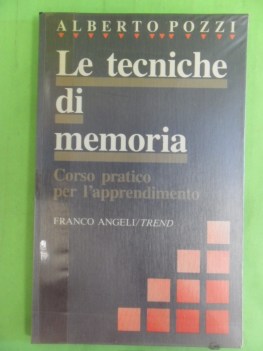 ALBERTO POZZI
Le tecniche
di
memoria
Corso pratico
per l'apprendimento
FRANCO ANGELI/TREND